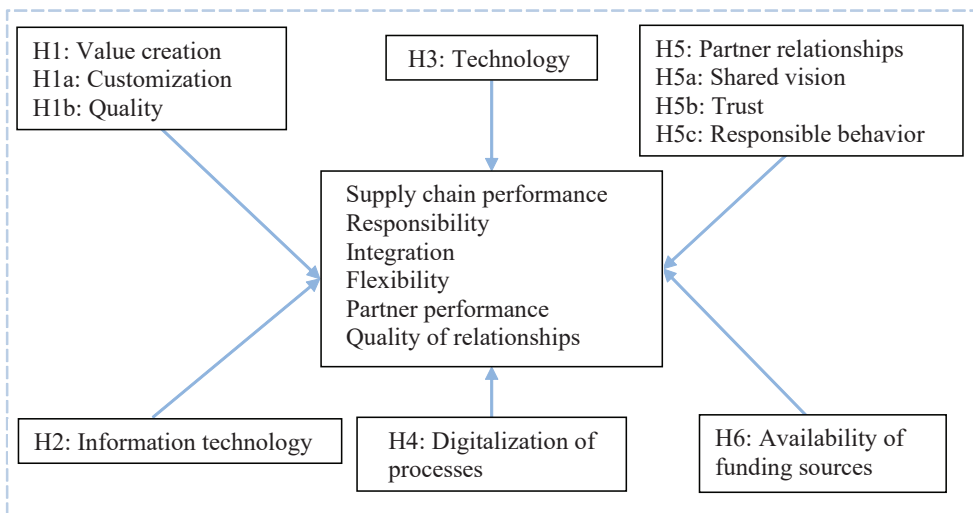 H1: Value creation
H1a: Customization
H1b: Quality
H3: Technology
H5: Partner relationships
H5a: Shared vision
H5b: Trust
H5c: Responsible behavior
Supply chain performance
Responsibility
Integration
Flexibility
Partner performance
Quality of relationships
H2: Information technology
H4: Digitalization of
processes
H6: Availability of
funding sources